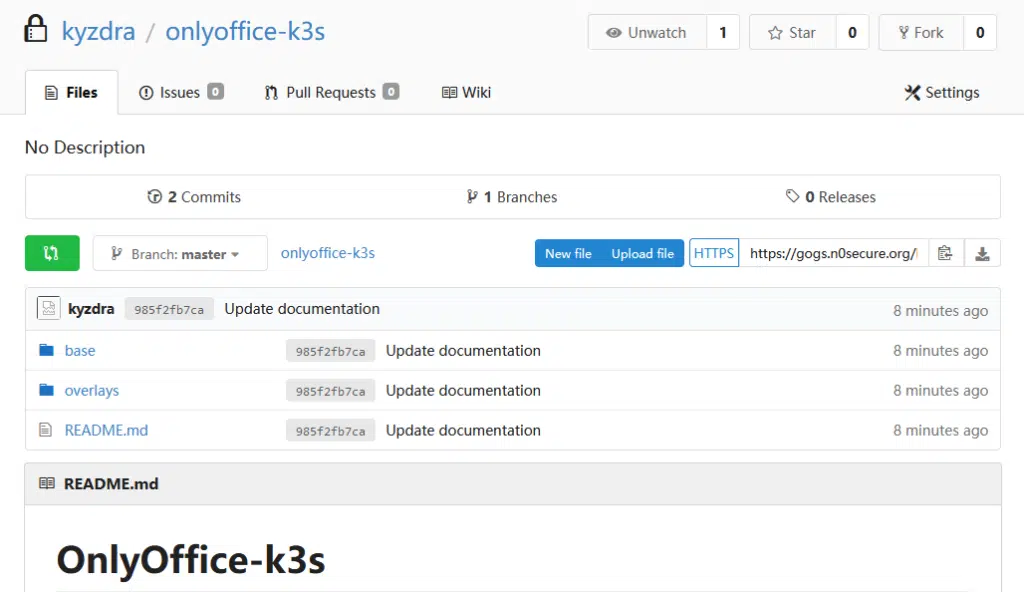 kyzdra / onlyoffice-k3s
Unwatch 1 Star 0 Fork 0
Files Issues 0 Pull Requests 0 Wiki Settings
No Description
2 Commits 1 Branches 0 Releases
Branch: master onlyoffice-k3s New file Upload file HTTPS https://gogs.n0secure.org/
kyzdra 985f2fb7ca Update documentation 8 minutes ago
base 985f2fb7ca Update documentation 8 minutes ago
overlays 985f2fb7ca Update documentation 8 minutes ago
README.md 985f2fb7ca Update documentation 8 minutes ago
README.md
OnlyOffice-k3s